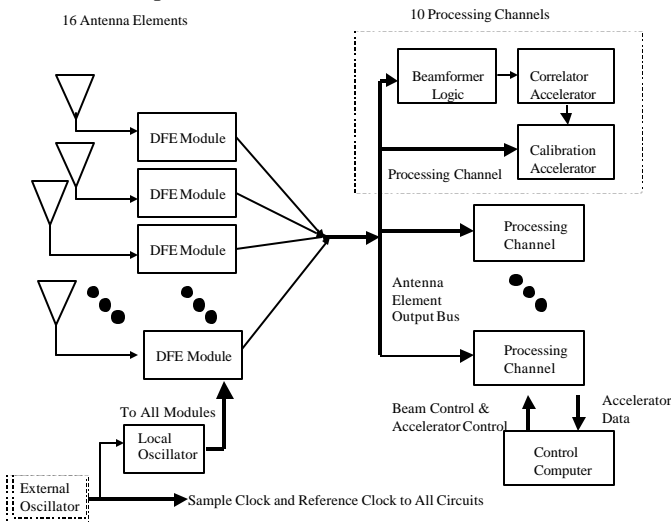 16 Antenna Elements
10 Processing Channels
Beamformer
Logic
Correlator
Accelerator
DFE Module
Calibration
Accelerator
Processing Channel
DFE Module
DFE Module
Processing
Channel
Antenna
Element
Output Bus
DFE Module
Processing
Channel
To All Modules
Beam Control &
Accelerator Control
Accelerator
Data
Local
Oscillator
Control
Computer
External
Oscillator
Sample Clock and Reference Clock to All Circuits